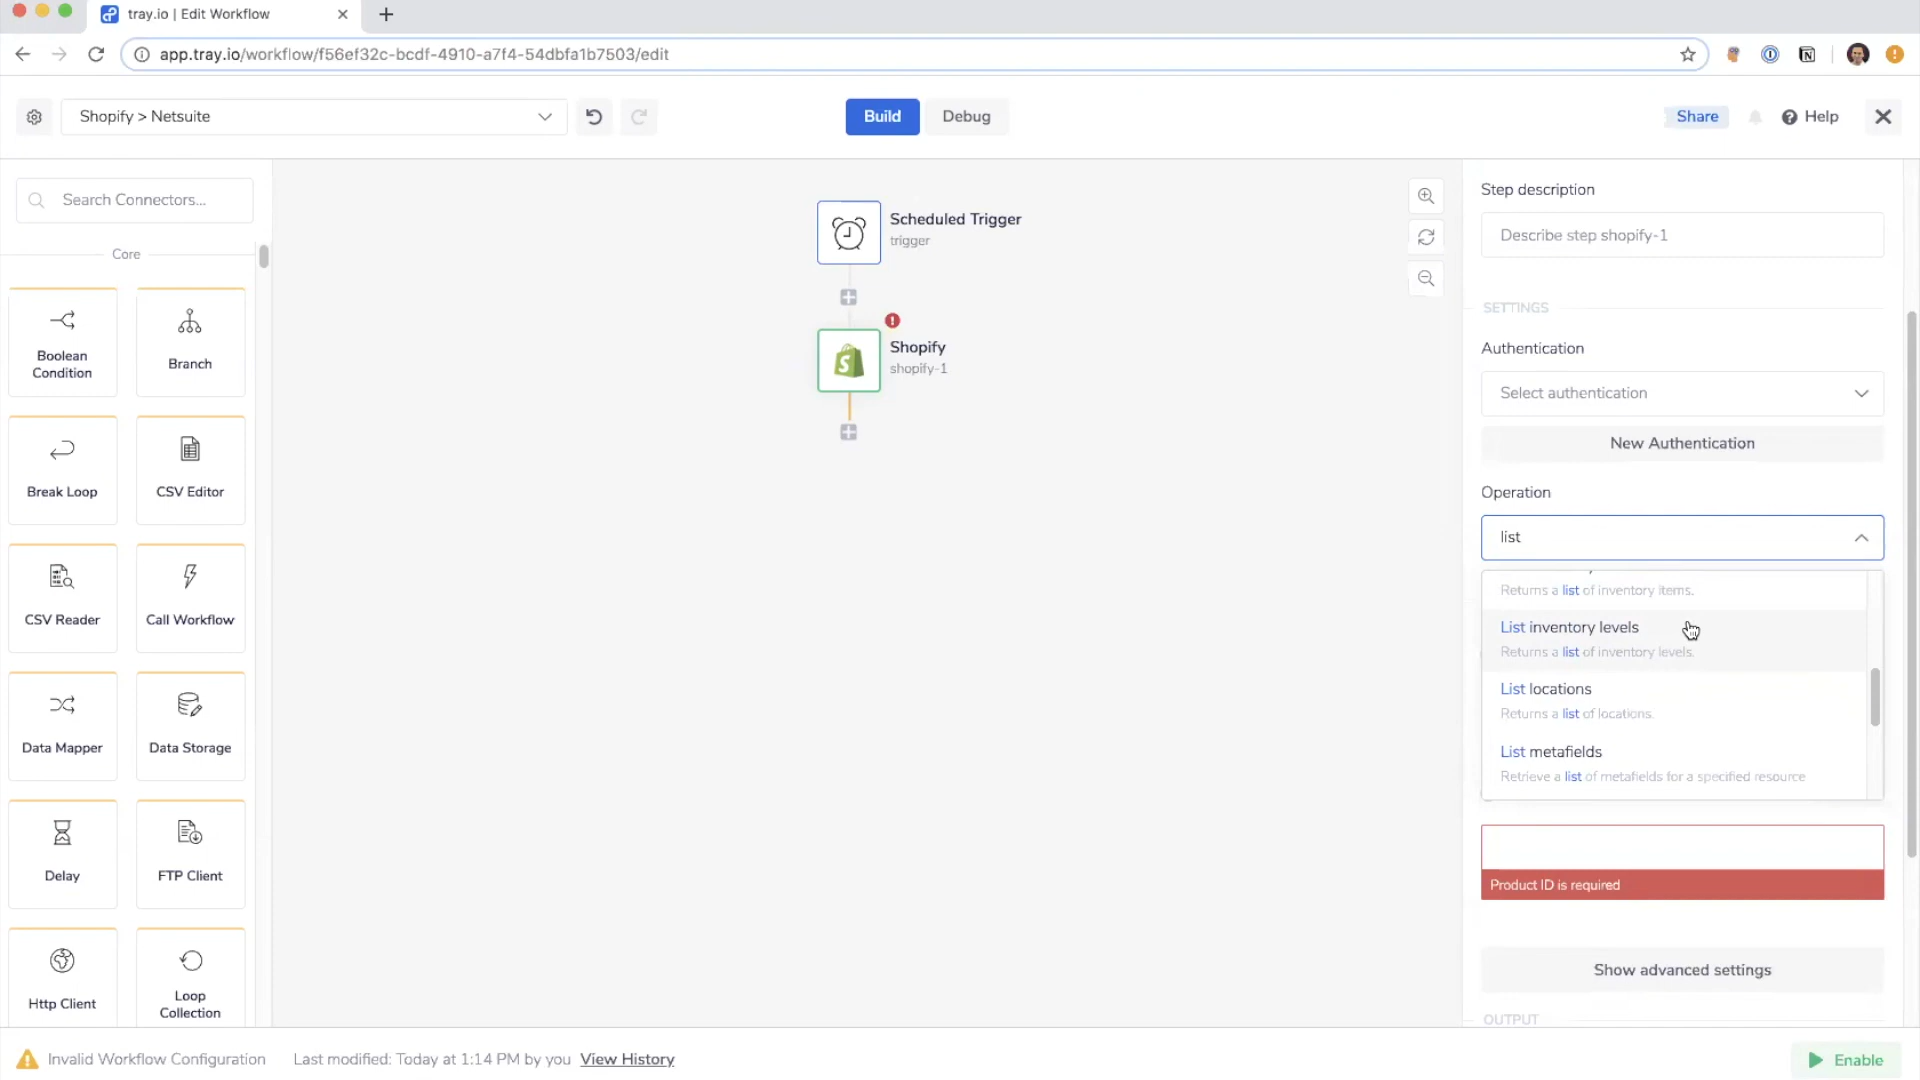 tray.io | Edit Workflow
app.tray.io/workflow/f56ef32c-bcdf-4910-a7f4-54dbfa1b7503/edit
Shopify > Netsuite
Build
Debug
Share
Help
Search Connectors...
Core
Boolean
Condition
Branch
Break Loop
CSV Editor
CSV Reader
Call Workflow
Data Mapper
Data Storage
Delay
FTP Client
Http Client
Loop
Collection
Scheduled Trigger
trigger
Shopify
shopify-1
Step description
Describe step shopify-1
SETTINGS
Authentication
Select authentication
New Authentication
Operation
list
Returns a list of inventory items.
List inventory levels
Returns a list of inventory levels.
List locations
Returns a list of locations.
List metafields
Retrieve a list of metafields for a specified resource
Product ID is required
Show advanced settings
OUTPUT
Invalid Workflow Configuration
Last modified: Today at 1:14 PM by you View History
Enable